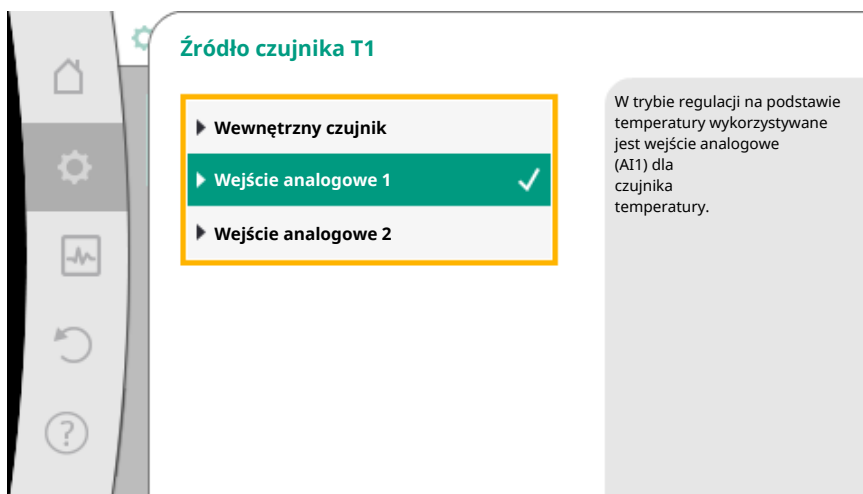 Źródło czujnika T1
Wewnętrzny czujnik
Wejście analogowe 1
Wejście analogowe 2
W trybie regulacji na podstawie
temperatury wykorzystywane
jest wejście analogowe
(AI1) dla
czujnika
temperatury.
?